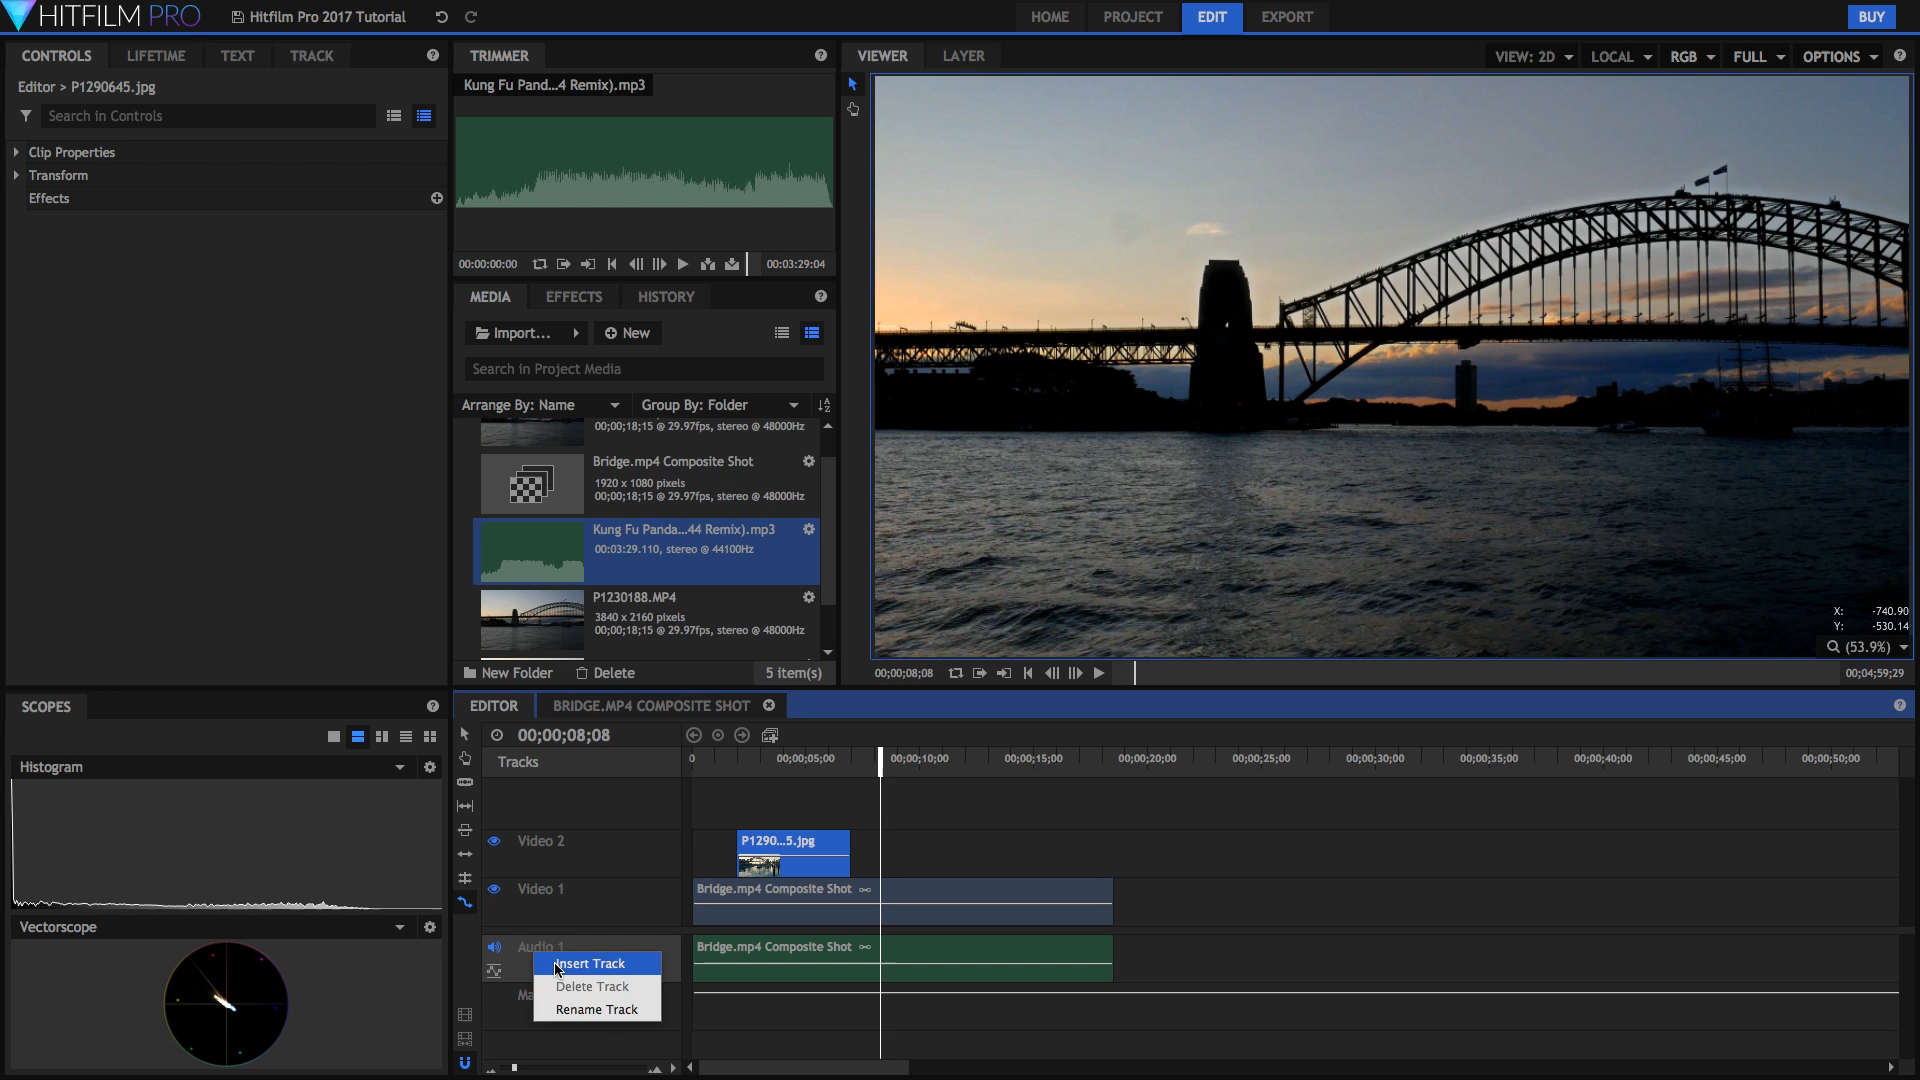 HITFILM PRO
Hitfilm Pro 2017 Tutorial
HOME
PROJECT
EDIT
EXPORT
BUY
CONTROLS
LIFETIME
TEXT
TRACK
Editor > P1290645.jpg
Search in Controls
Clip Properties
Transform
Effects
TRIMMER
Kung Fu Pand...4 Remix).mp3
00:00:00:00
00:03:29:04
MEDIA
EFFECTS
HISTORY
Import...
New
Search in Project Media
Arrange By: Name
Group By: Folder
00;00;18;15 @ 29.97fps, stereo @ 48000Hz
Bridge.mp4 Composite Shot
1920 x 1080 pixels
00;00;18;15 @ 29.97fps, stereo @ 48000Hz
Kung Fu Panda...44 Remix).mp3
00:03:29.110, stereo @ 44100Hz
P1230188.MP4
3840 x 2160 pixels
00;00;18;15 @ 29.97fps, stereo @ 48000Hz
New Folder
Delete
5 item(s)
VIEWER
LAYER
VIEW: 2D
LOCAL
RGB
FULL
OPTIONS
X: -740.90
Y: -530.14
(53.9%)
00;00;08;08
00;04;59;29
SCOPES
Histogram
Vectorscope
EDITOR
BRIDGE.MP4 COMPOSITE SHOT
00;00;08;08
Tracks
0
00;00;05;00
00;00;10;00
00;00;15;00
00;00;20;00
00;00;25;00
00;00;30;00
00;00;35;00
00;00;40;00
00;00;45;00
00;00;50;00
Video 2
P1290...5.jpg
Video 1
Bridge.mp4 Composite Shot
Audio 1
Bridge.mp4 Composite Shot
Insert Track
Delete Track
Rename Track